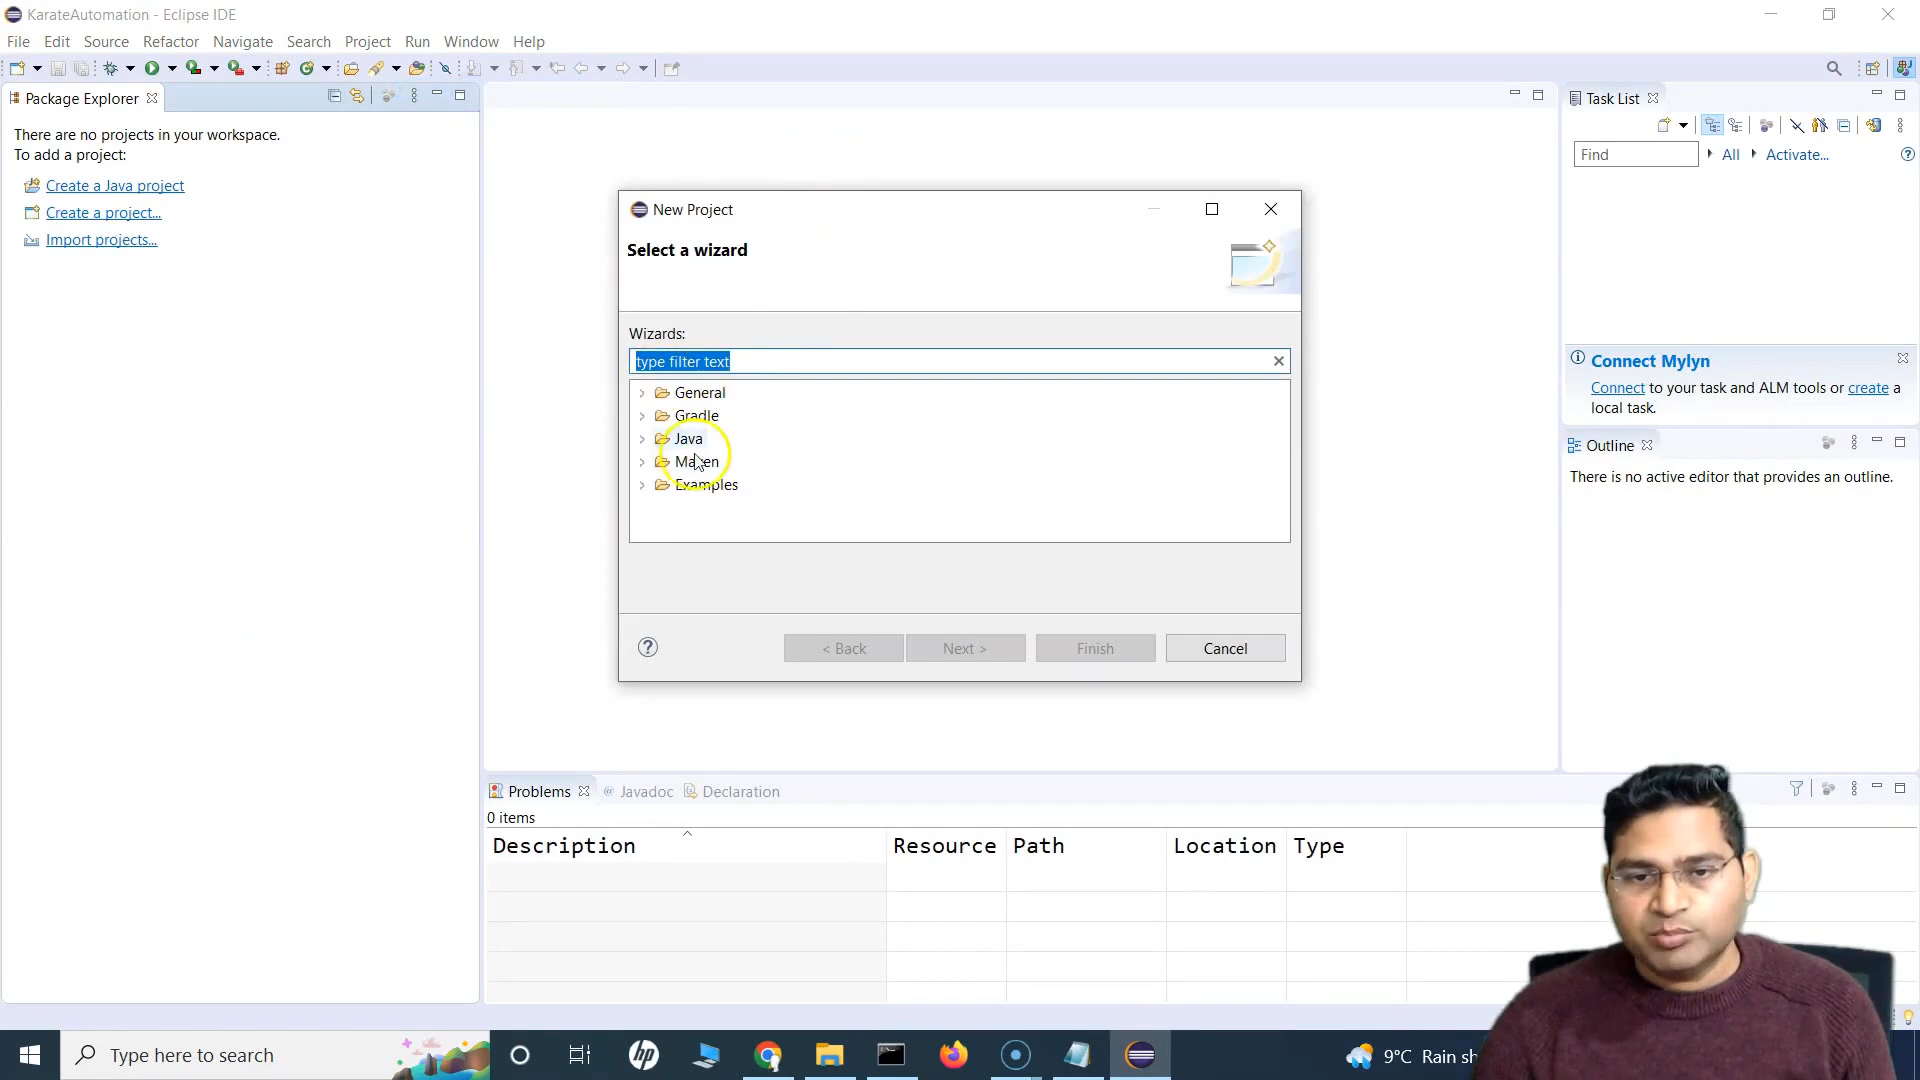 KarateAutomation - Eclipse IDE
File Edit Source Refactor Navigate Search Project Run Window Help
Package Explorer
There are no projects in your workspace.
To add a project:
Create a Java project
Create a project...
Import projects...
New Project
Select a wizard
Wizards:
type filter text
General
Gradle
Java
Maven
Examples
< Back Next > Finish Cancel
Task List
Find All Activate...
Connect Mylyn
Connect to your task and ALM tools or create a
local task.
Outline
There is no active editor that provides an outline.
Problems @ Javadoc Declaration
0 items
Description Resource Path Location Type
Type here to search
hp
9°C Rain sh